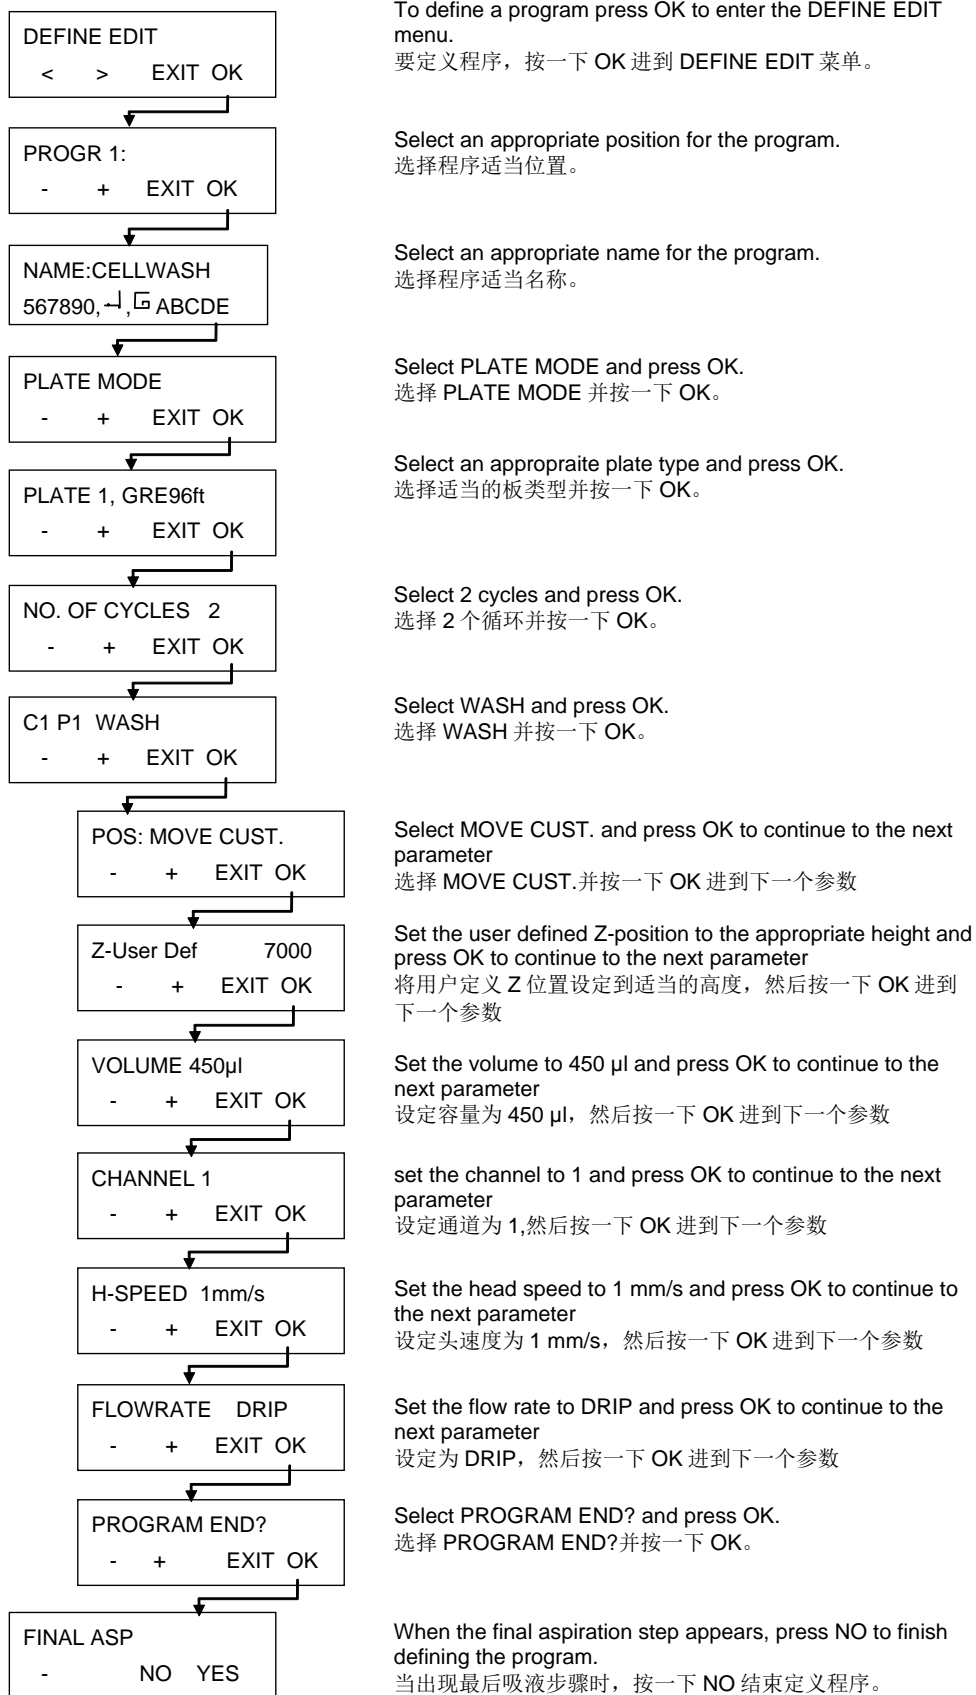 To define a program press OK to enter the DEFINE EDIT
menu.
要定义程序，按一下 OK 进到 DEFINE EDIT 菜单。
DEFINE EDIT
< > EXIT OK
Select an appropriate position for the program.
选择程序适当位置。
PROGR 1:
- + EXIT OK
Select an appropriate name for the program.
选择程序适当名称。
NAME:CELLWASH
567890, ABCDE
Select PLATE MODE and press OK.
选择 PLATE MODE 并按一下 OK。
PLATE MODE
- + EXIT OK
Select an appropraite plate type and press OK.
选择适当的板类型并按一下 OK。
PLATE 1, GRE96ft
- + EXIT OK
Select 2 cycles and press OK.
选择 2 个循环并按一下 OK。
NO. OF CYCLES 2
- + EXIT OK
Select WASH and press OK.
选择 WASH 并按一下 OK。
C1 P1 WASH
- + EXIT OK
Select MOVE CUST. and press OK to continue to the next
parameter
选择 MOVE CUST.并按一下 OK 进到下一个参数
POS: MOVE CUST.
- + EXIT OK
Set the user defined Z-position to the appropriate height and
press OK to continue to the next parameter
将用户定义 Z 位置设定到适当的高度，然后按一下 OK 进到
下一个参数
Z-User Def 7000
- + EXIT OK
Set the volume to 450 µl and press OK to continue to the
next parameter
设定容量为 450 µl，然后按一下 OK 进到下一个参数
VOLUME 450µl
- + EXIT OK
set the channel to 1 and press OK to continue to the next
parameter
设定通道为 1,然后按一下 OK 进到下一个参数
CHANNEL 1
- + EXIT OK
Set the head speed to 1 mm/s and press OK to continue to
the next parameter
设定头速度为 1 mm/s，然后按一下 OK 进到下一个参数
H-SPEED 1mm/s
- + EXIT OK
Set the flow rate to DRIP and press OK to continue to the
next parameter
设定为 DRIP，然后按一下 OK 进到下一个参数
FLOWRATE DRIP
- + EXIT OK
Select PROGRAM END? and press OK.
选择 PROGRAM END?并按一下 OK。
PROGRAM END?
- + EXIT OK
When the final aspiration step appears, press NO to finish
defining the program.
当出现最后吸液步骤时，按一下 NO 结束定义程序。
FINAL ASP
- NO YES